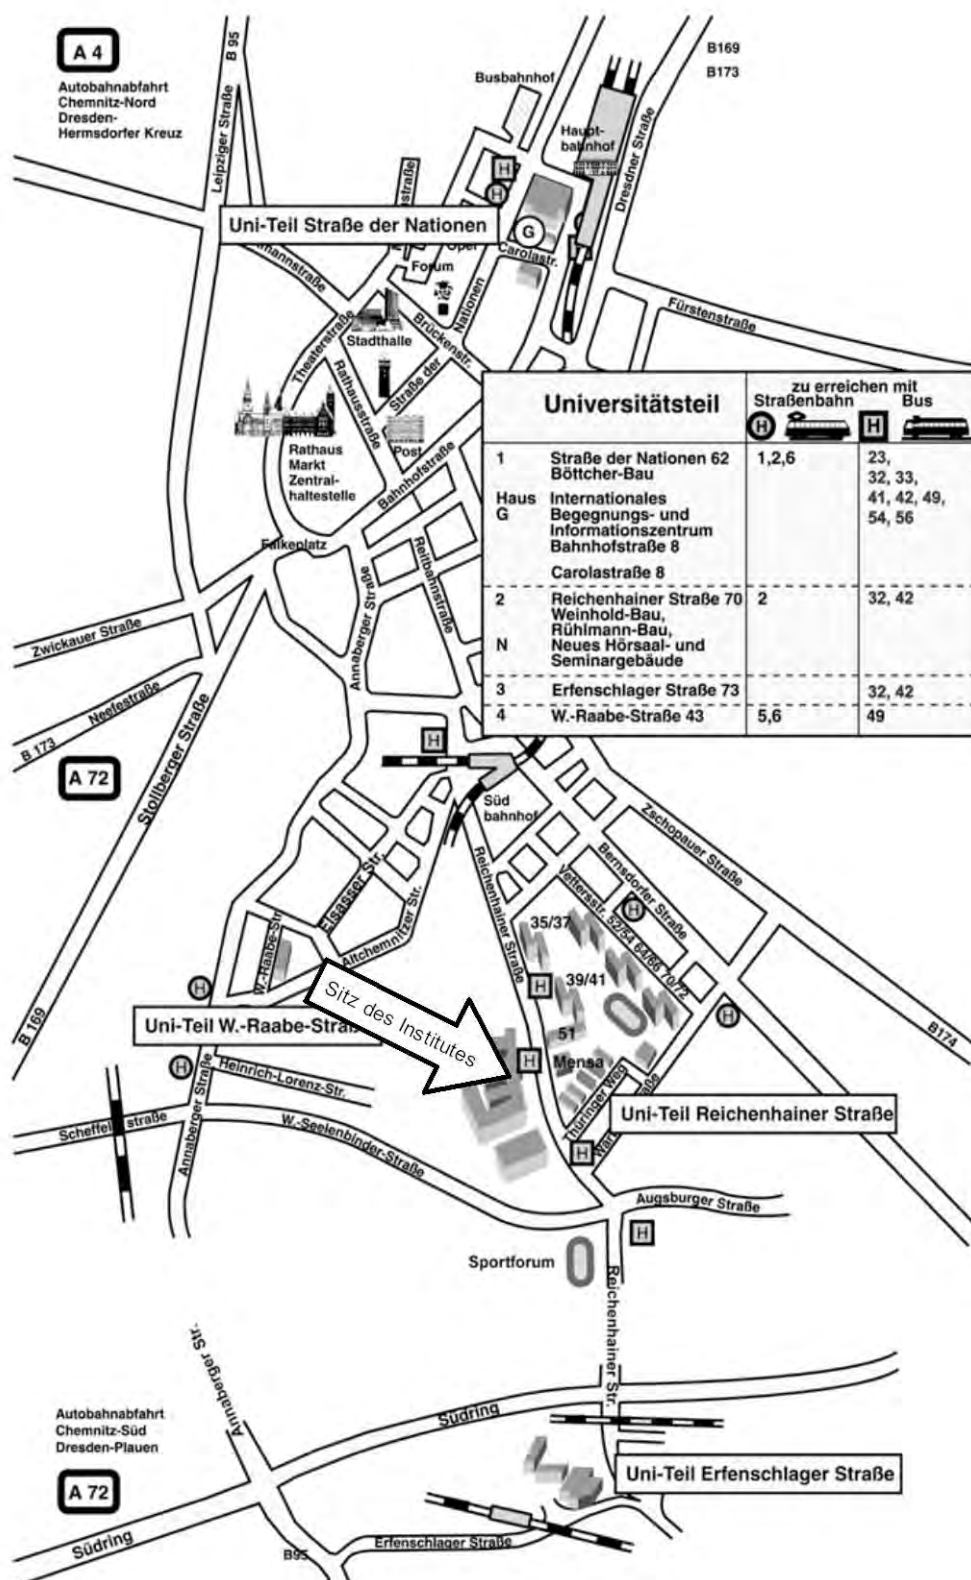 A 4
Autobahnabfahrt
Chemnitz-Nord
Dresden-
Hermsdorfer Kreuz
B 95
Leipziger Straße
B169
B173
Busbahnhof
Haupt-
bahnhof
Dresdner Straße
H
H
Uni-Teil Straße der Nationen
G
Carolastr.
Forum
Nationen
Brückenstr.
Straße der
Fürstenstraße
Theaterstraße
Stadthalle
Rathausstraße
Rathaus
Markt
Zentral-
haltestelle
Post
Bahnhofstraße
Falkeplatz
Reitbahnstraße
Annaberger Straße
Zwickauer Straße
Neefestraße
B 173
Stollberger Straße
A 72
B 169
Universitätsteil
zu erreichen mit
Straßenbahn Bus
H H
1 Straße der Nationen 62 1,2,6 23,
Böttcher-Bau 32, 33,
Haus Internationales 41, 42, 49,
G Begegnungs- und 54, 56
Informationszentrum
Bahnhofstraße 8
Carolastraße 8
2 Reichenhainer Straße 70 2 32, 42
Weinhold-Bau,
Rühlmann-Bau,
N Neues Hörsaal- und
Seminargebäude
3 Erfenschlager Straße 73 32, 42
4 W.-Raabe-Straße 43 5,6 49
H
Süd
bahnhof
Zschopauer Straße
Bernsdorfer Straße
Vettersstr. 52/54 64/66 70/72
H
Reichenhainer Straße
35/37
39/41
H
51
H
Mensa
Elsasser Str.
Altchemnitzer Str.
W.-Raabe-Str.
H
Sitz des Institutes
Uni-Teil W.-Raabe-Straß
H
H
B174
Heinrich-Lorenz-Str.
Annaberger Straße
W.-Seelenbinder-Straße
Thüringer Weg
Uni-Teil Reichenhainer Straße
H
Augsburger Straße
H
Sportforum
Reichenhainer Str.
Annaberger Str.
Autobahnabfahrt
Chemnitz-Süd
Dresden-Plauen
A 72
Südring
Südring
Uni-Teil Erfenschlager Straße
B95
Erfenschlager Straße